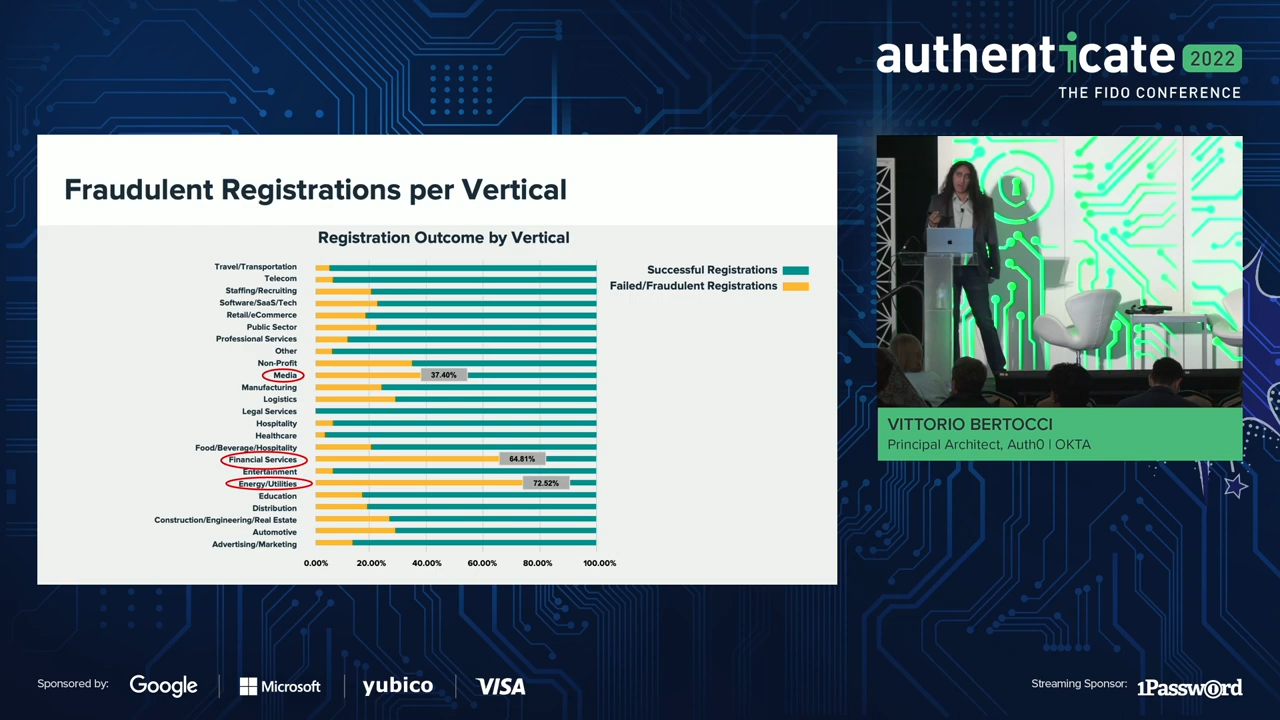 authenticate 2022
THE FIDO CONFERENCE
Fraudulent Registrations per Vertical
Registration Outcome by Vertical
Successful Registrations
Failed/Fraudulent Registrations
Travel/Transportation
Telecom
Staffing/Recruiting
Software/SaaS/Tech
Retail/eCommerce
Public Sector
Professional Services
Other
Non-Profit
Media
37.40%
Manufacturing
Logistics
Legal Services
Hospitality
Healthcare
Food/Beverage/Hospitality
Financial Services
64.81%
Entertainment
Energy/Utilities
72.52%
Education
Distribution
Construction/Engineering/Real Estate
Automotive
Advertising/Marketing
0.00% 20.00% 40.00% 60.00% 80.00% 100.00%
VITTORIO BERTOCCI
Principal Architect, Auth0 | OKTA
Sponsored by: Google Microsoft yubico VISA
Streaming Sponsor: 1Password